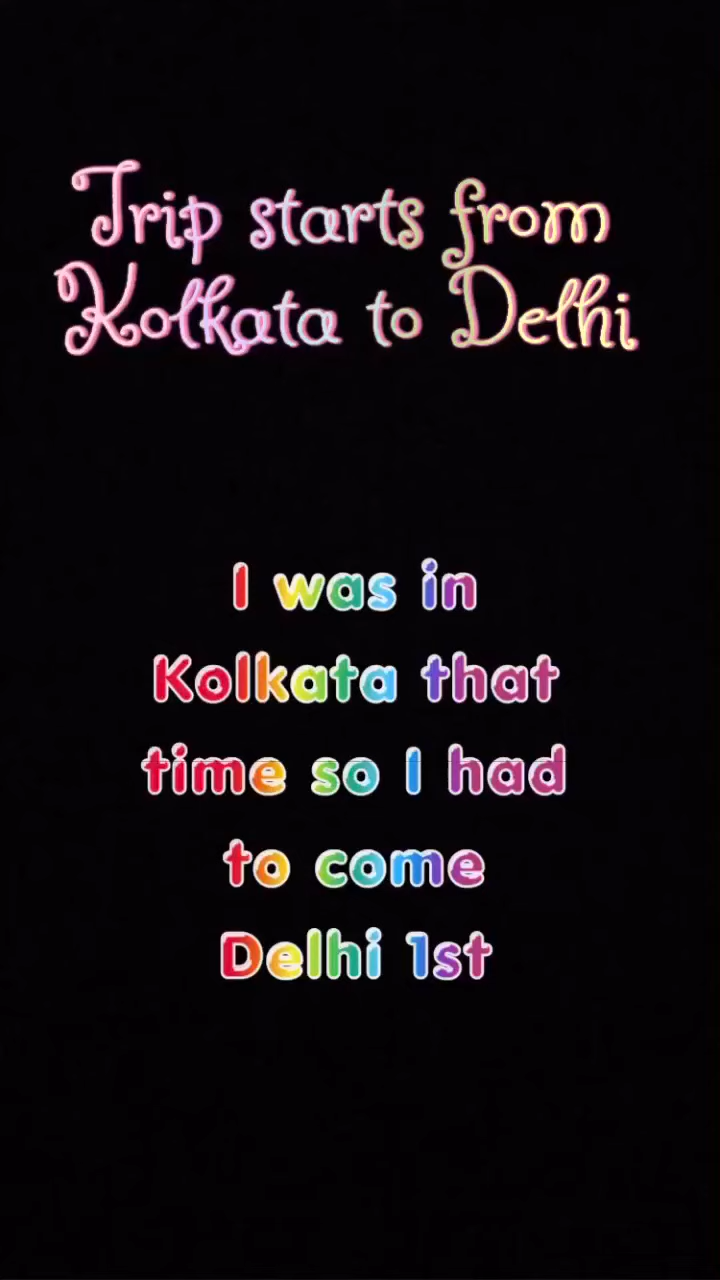 Trip starts from
Kolkata to Delhi
I was in
Kolkata that
time so I had
to come
Delhi 1st